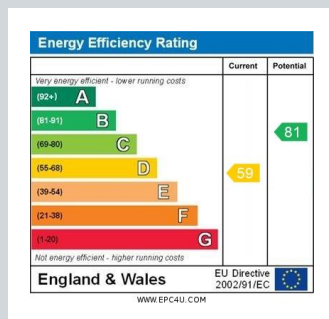 Energy Efficiency Rating
Current Potential
Very energy efficient - lower running costs
(92+) A
(81-91) B
81
(69-80) C
(55-68) D
59
(39-54) E
(21-38) F
(1-20) G
Not energy efficient - higher running costs
England & Wales
EU Directive
2002/91/EC
WWW.EPC4U.COM